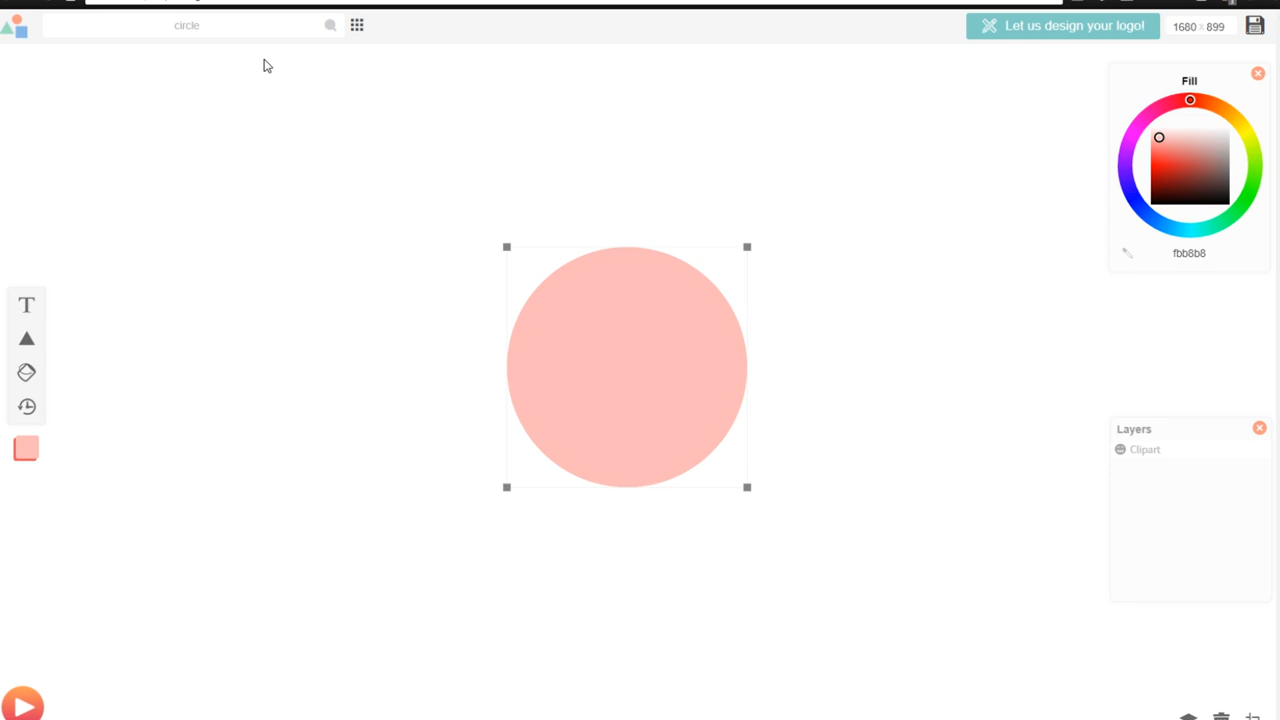 circle
Let us design your logo!
1680 x 899
Fill
fbb8b8
T
Layers
Clipart